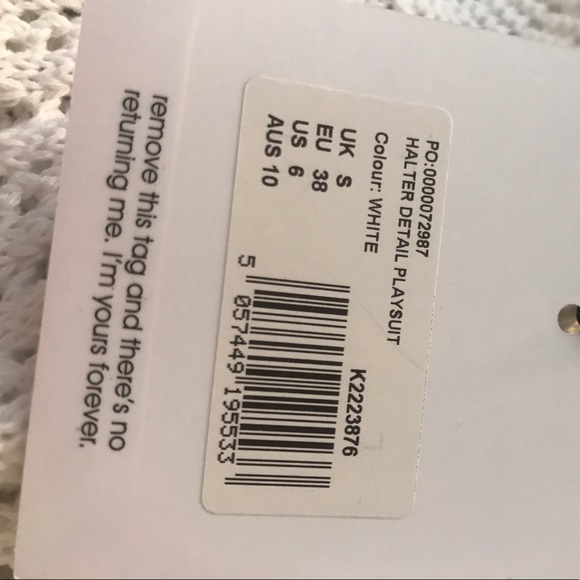 PO:0000072987
HALTER DETAIL PLAYSUIT
Colour: WHITE
K2223876
UK S
EU 38
US 6
AUS 10
5 057449 195533
remove this tag and there's no
returning me. I'm yours forever.